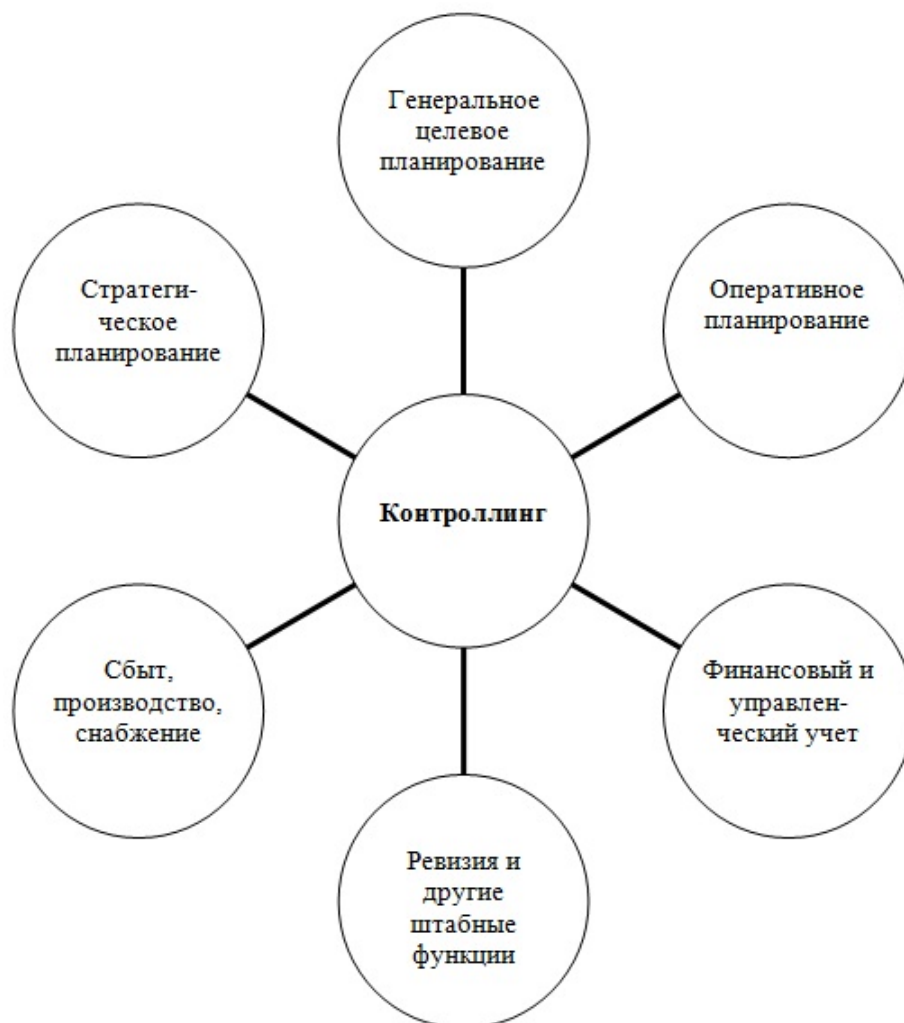 Генеральное
целевое
планирование
Стратеги-
ческое
планирование
Оперативное
планирование
Контроллинг
Сбыт,
производство,
снабжение
Финансовый и
управлен-
ческий учет
Ревизия и
другие
штабные
функции